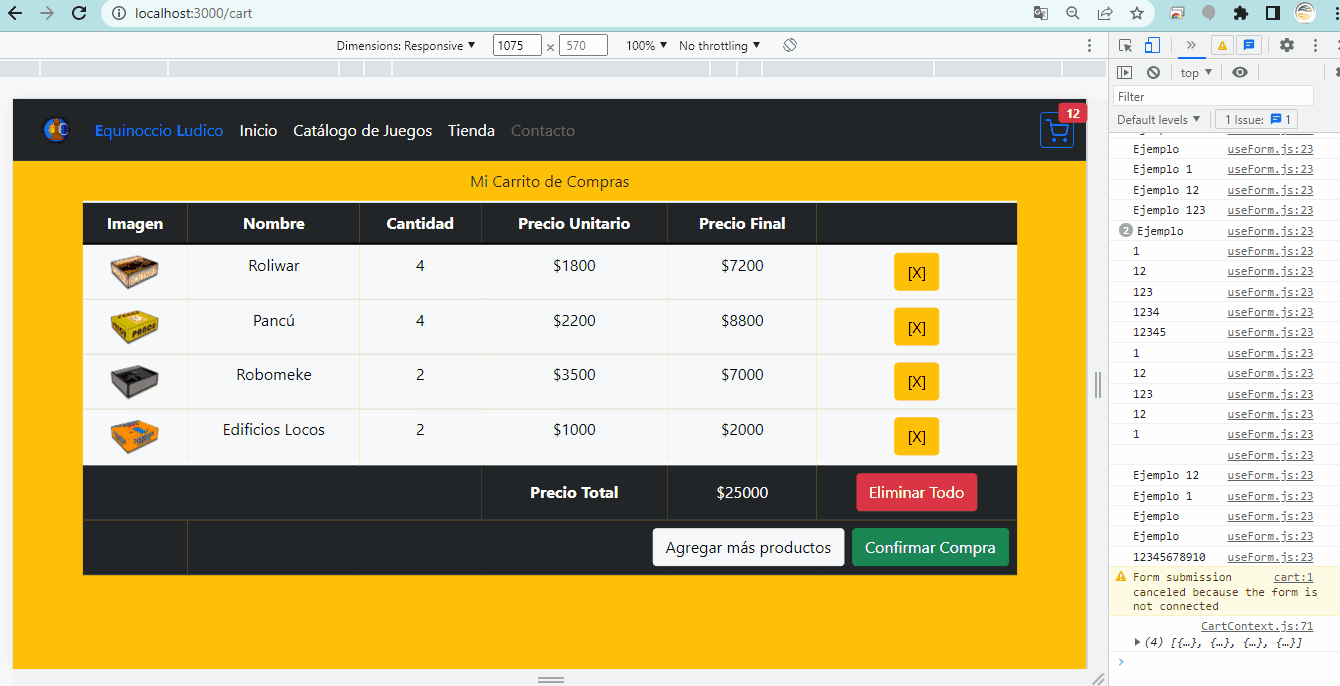 localhost:3000/cart
Dimensions: Responsive ▼ 1075 × 570 100% ▼ No throttling ▼
top ▼
Filter
Default levels ▼ 1 Issue: 1
Equinoccio Ludico Inicio Catálogo de Juegos Tienda Contacto 12
Mi Carrito de Compras
Imagen Nombre Cantidad Precio Unitario Precio Final
Roliwar 4 $1800 $7200 [X]
Pancú 4 $2200 $8800 [X]
Robomeke 2 $3500 $7000 [X]
Edificios Locos 2 $1000 $2000 [X]
Precio Total $25000 Eliminar Todo
Agregar más productos Confirmar Compra
Ejemplo useForm.js:23
Ejemplo 1 useForm.js:23
Ejemplo 12 useForm.js:23
Ejemplo 123 useForm.js:23
2 Ejemplo useForm.js:23
1 useForm.js:23
12 useForm.js:23
123 useForm.js:23
1234 useForm.js:23
12345 useForm.js:23
1 useForm.js:23
12 useForm.js:23
123 useForm.js:23
12 useForm.js:23
1 useForm.js:23
useForm.js:23
Ejemplo 12 useForm.js:23
Ejemplo 1 useForm.js:23
Ejemplo useForm.js:23
Ejemplo useForm.js:23
12345678910 useForm.js:23
Form submission cart:1
canceled because the form is
not connected
CartContext.js:71
(4) [{…}, {…}, {…}, {…}]